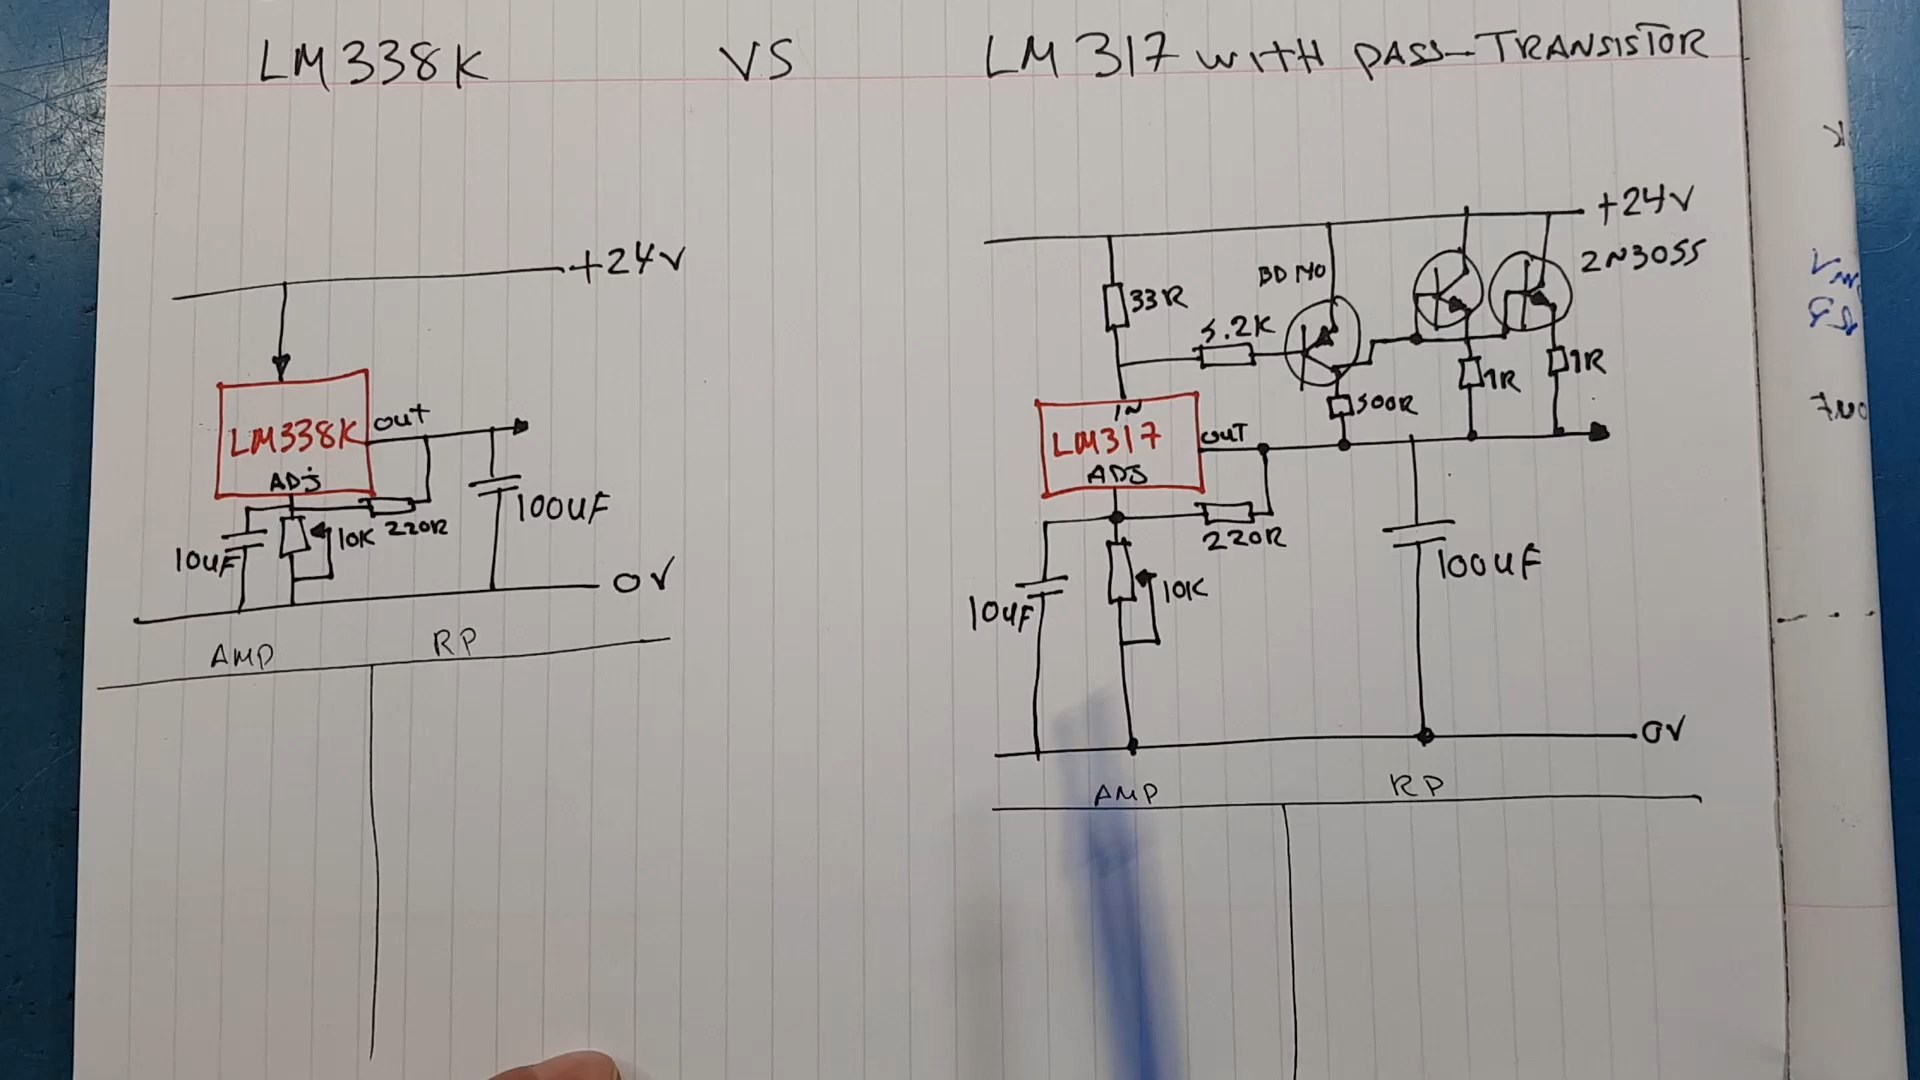 LM338K VS LM317 WITH PASS-TRANSISTOR
+24V
LM338K
OUT
ADj
10uF
10K
220R
100UF
0V
AMP RP
+24V
2N3055
BD140
33R
5.2K
1R
1R
500R
IN
LM317
OUT
ADJ
220R
10K
10uF
100UF
0V
AMP RP